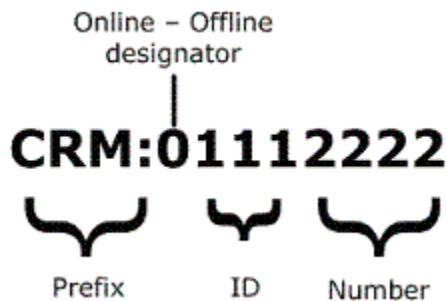 Online – Offline
designator
CRM:01112222
Prefix ID Number